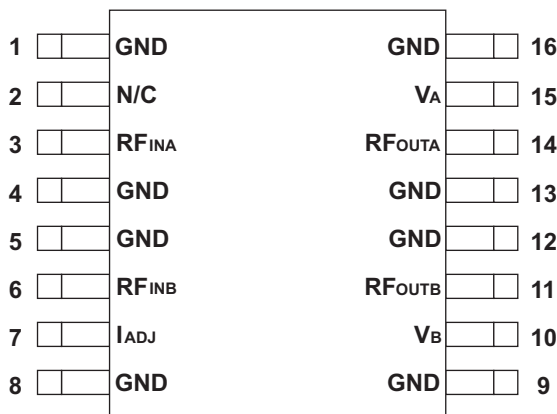 1 GND GND 16
2 N/C VA 15
3 RFINA RFOUTA 14
4 GND GND 13
5 GND GND 12
6 RFINB RFOUTB 11
7 IADJ VB 10
8 GND GND 9